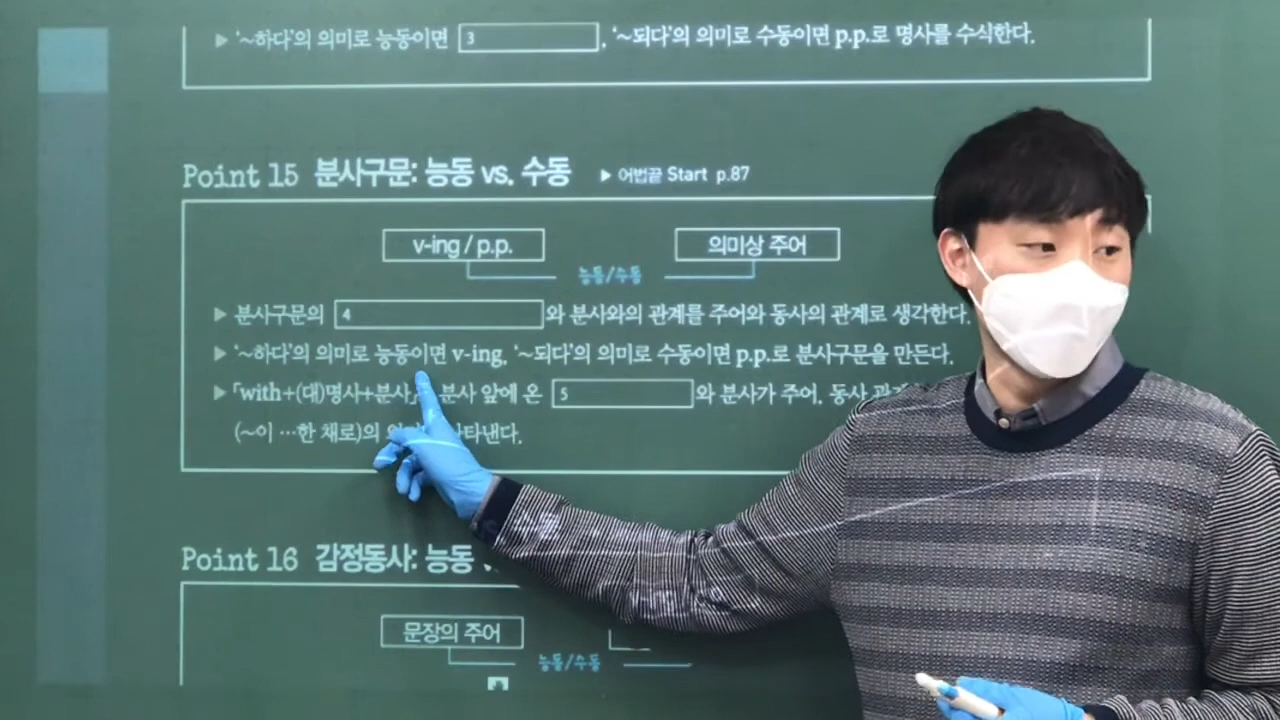 ▶ '~하다'의 의미로 능동이면 3 , '~되다'의 의미로 수동이면 p.p.로 명사를 수식한다.
Point 15 분사구문: 능동 vs. 수동 ▶ 어법끝 Start p.87
v-ing / p.p. 의미상 주어
능동/수동
▶ 분사구문의 4 와 분사와의 관계를 주어와 동사의 관계로 생각한다.
▶ '~하다'의 의미로 능동이면 v-ing, '~되다'의 의미로 수동이면 p.p.로 분사구문을 만든다.
▶ 「with+(대)명사+분사」 분사 앞에 온 5 와 분사가 주어, 동사 관계
(~이 …한 채로)의 나타낸다.
Point 16 감정동사: 능동
문장의 주어
능동/수동